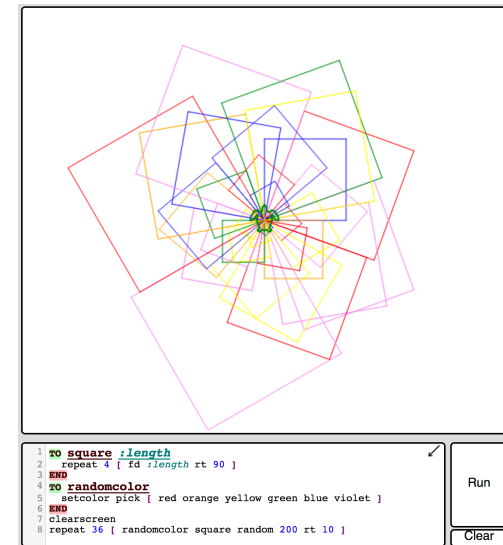 1 TO square :length
2 repeat 4 [ fd :length rt 90 ]
3 END
4 TO randomcolor
5 setcolor pick [ red orange yellow green blue violet ]
6 END
7 clearscreen
8 repeat 36 [ randomcolor square random 200 rt 10 ]
Run
Clear